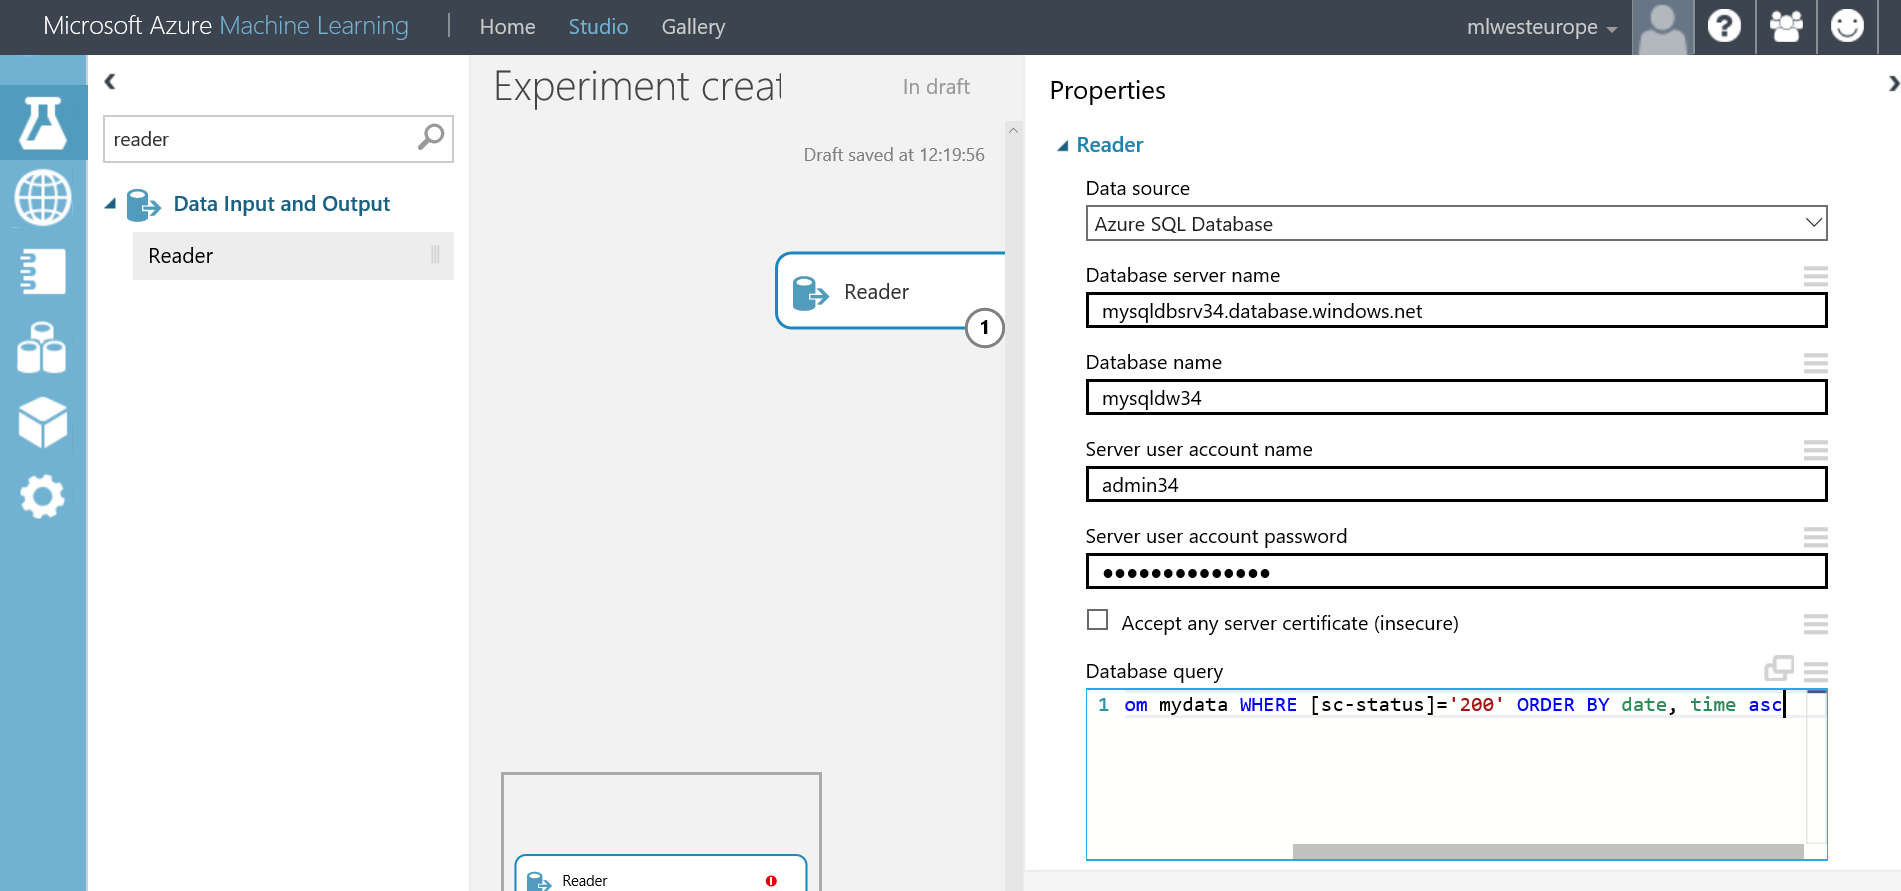 Microsoft Azure Machine Learning | Home Studio Gallery mlwesteurope
reader
Data Input and Output
Reader
Experiment creat
In draft
Draft saved at 12:19:56
Reader
1
Reader
Properties
Reader
Data source
Azure SQL Database
Database server name
mysqldbsrv34.database.windows.net
Database name
mysqldw34
Server user account name
admin34
Server user account password
••••••••••••••
Accept any server certificate (insecure)
Database query
1 om mydata WHERE [sc-status]='200' ORDER BY date, time asc